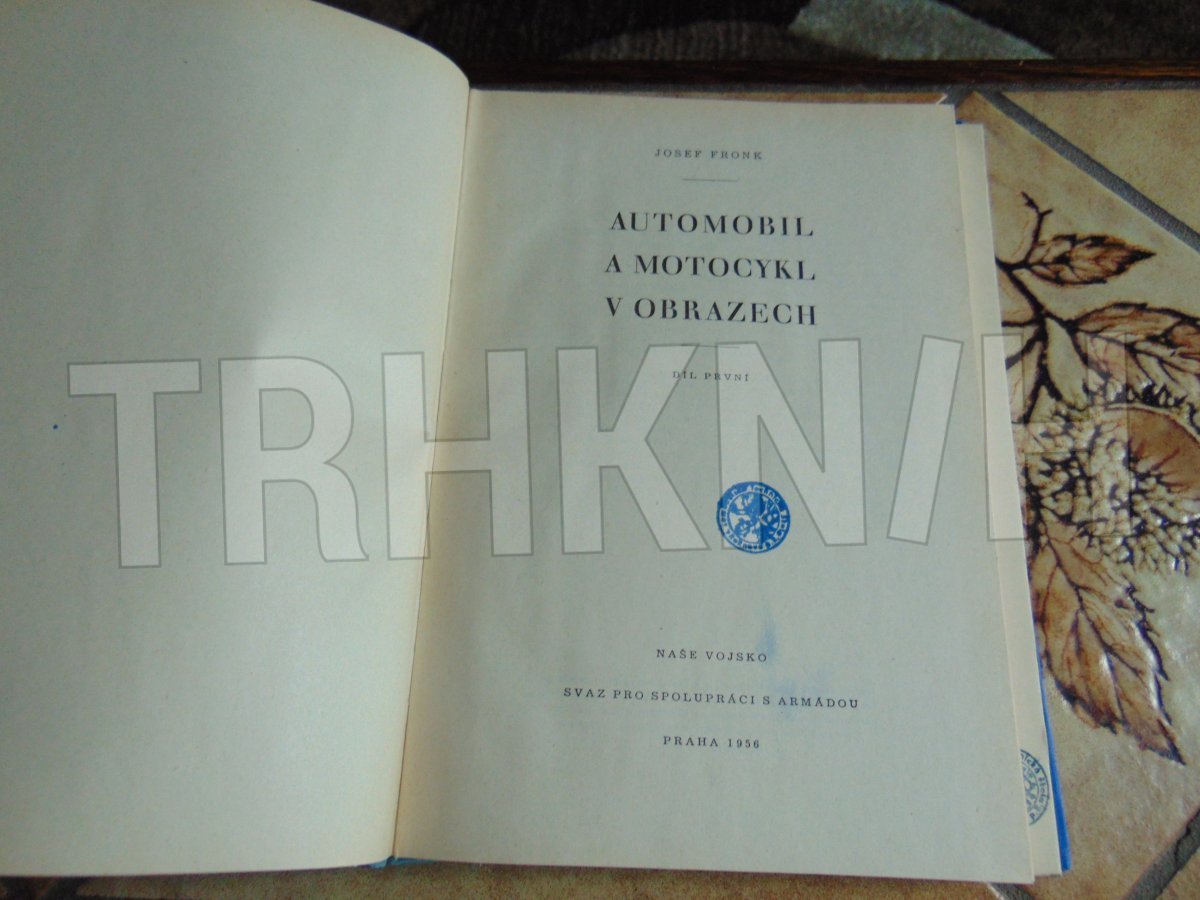 JOSEF FRONK
AUTOMOBIL
A MOTOCYKL
V OBRAZECH
DÍL PRVNÍ
TRHKNIH
NAŠE VOJSKO
SVAZ PRO SPOLUPRÁCI S ARMÁDOU
PRAHA 1956